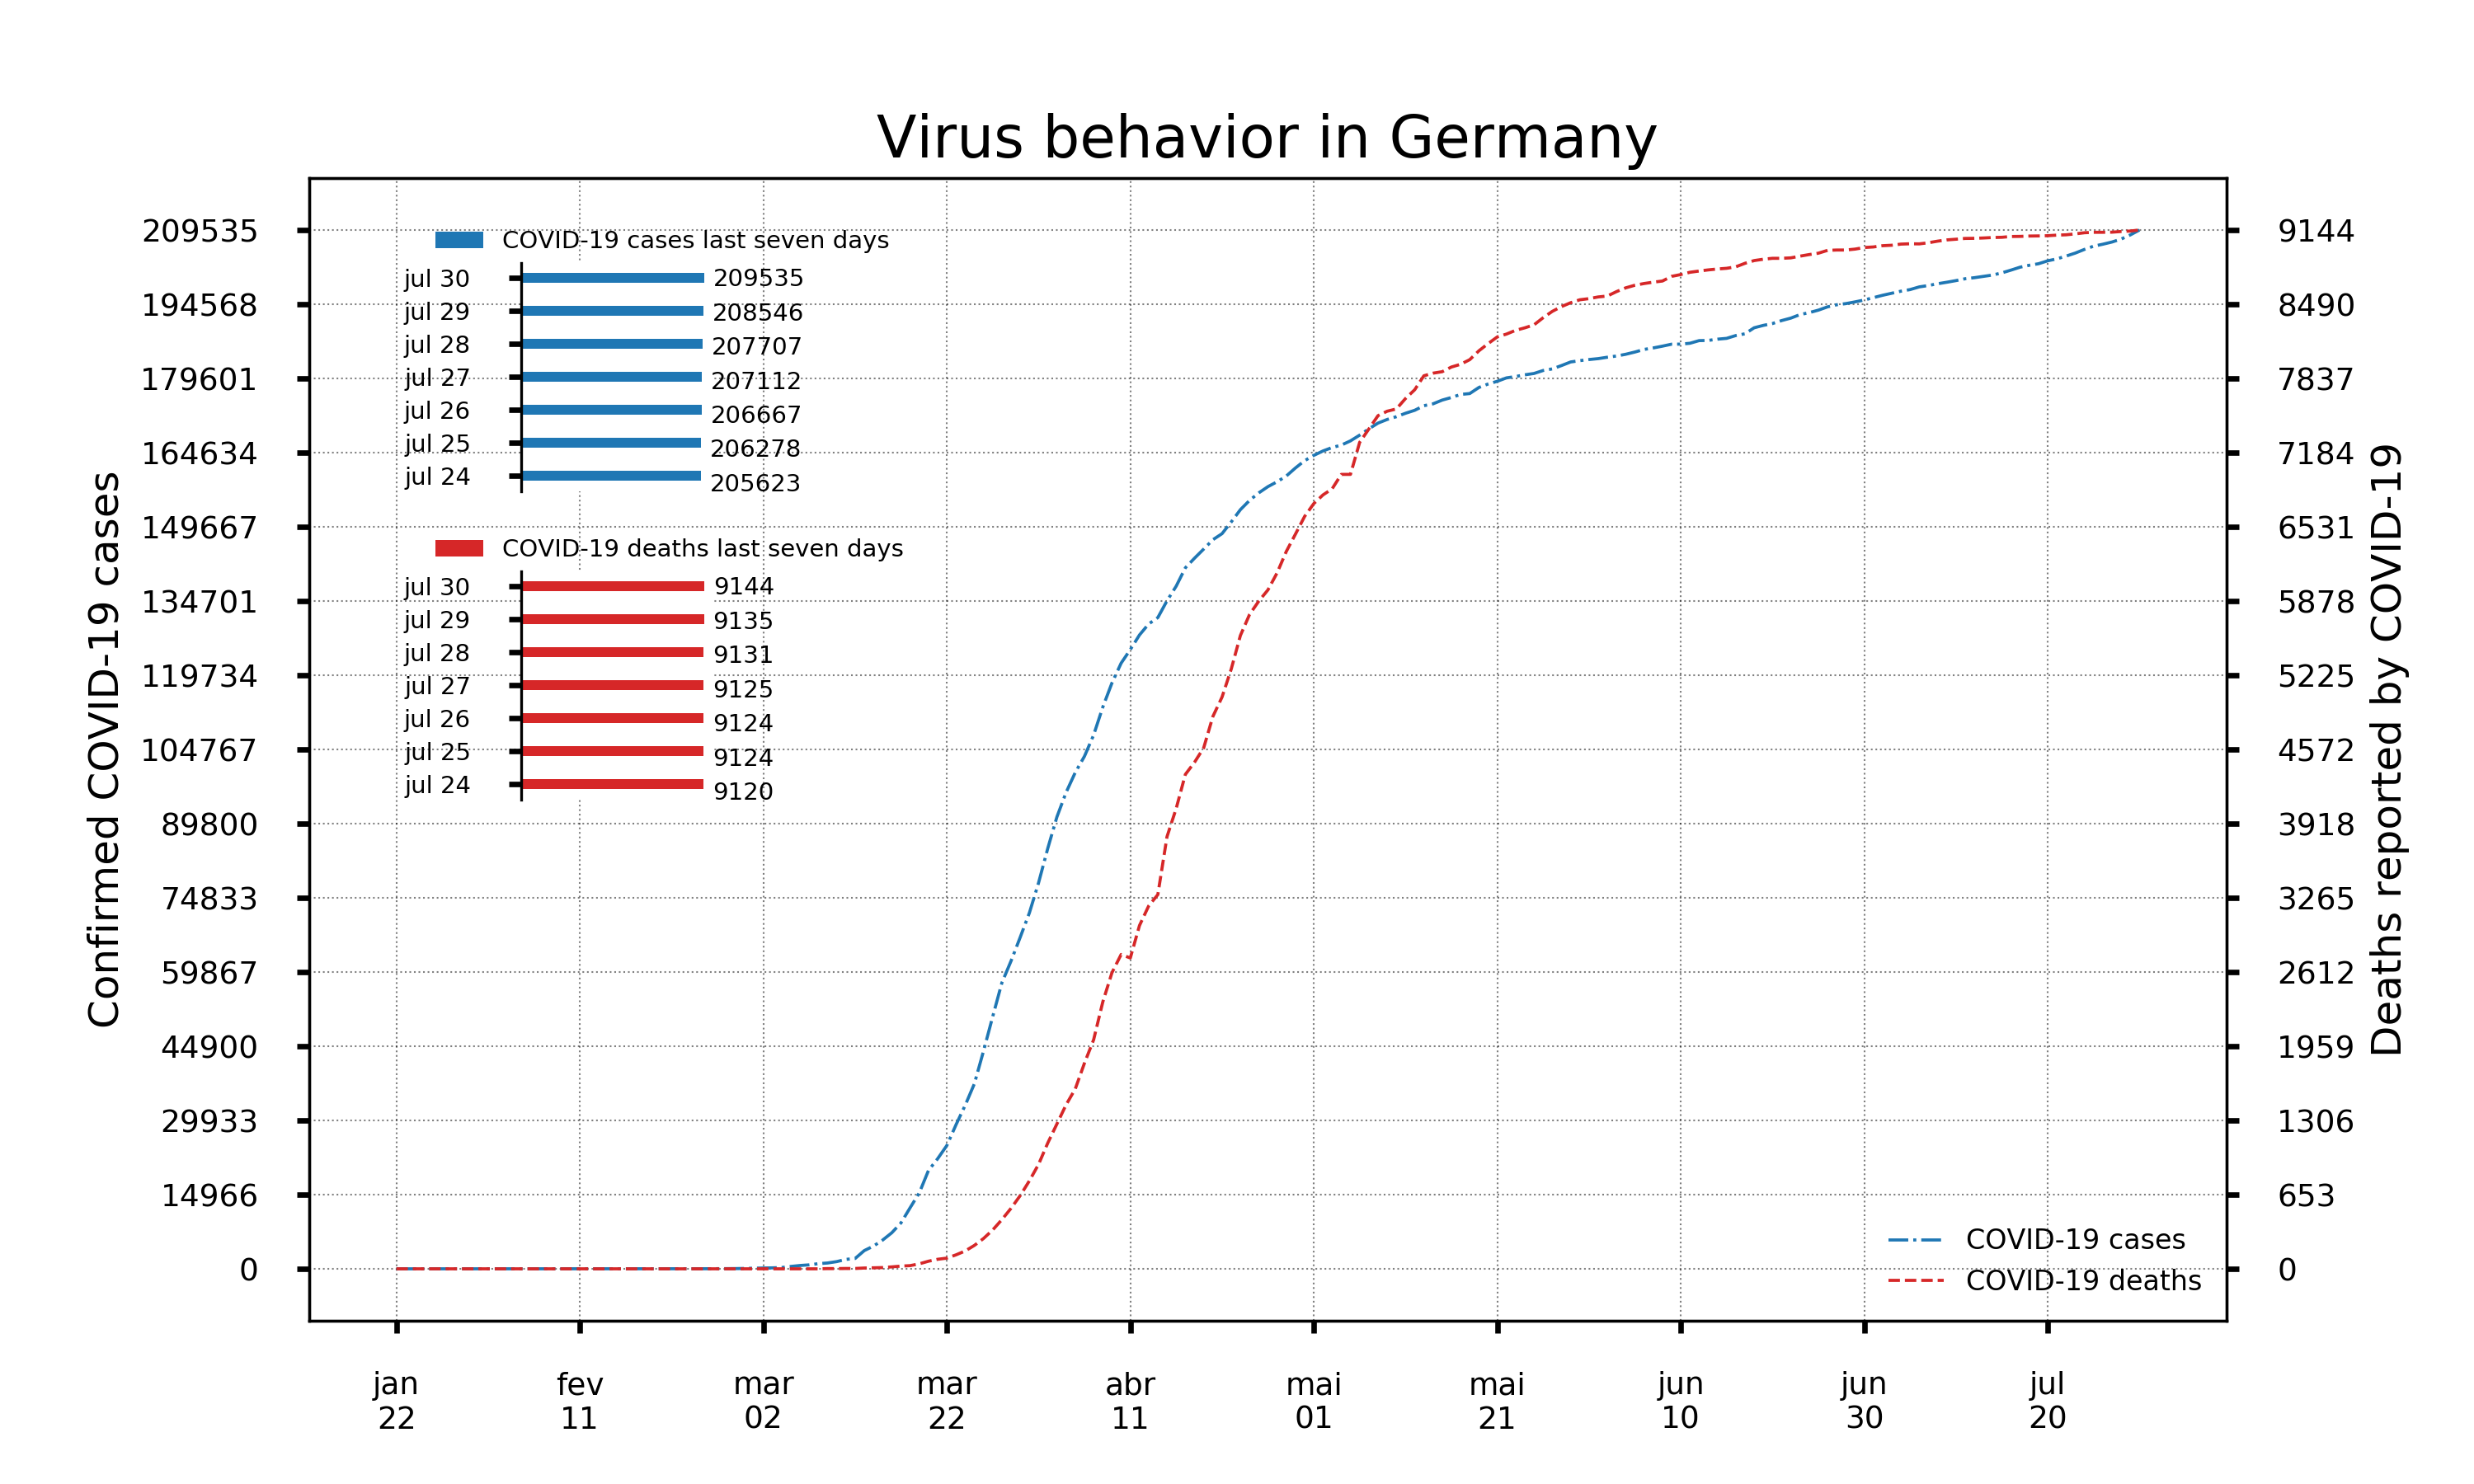 Virus behavior in Germany
Confirmed COVID-19 cases
209535
194568
179601
164634
149667
134701
119734
104767
89800
74833
59867
44900
29933
14966
0
COVID-19 cases last seven days
jul 30 209535
jul 29 208546
jul 28 207707
jul 27 207112
jul 26 206667
jul 25 206278
jul 24 205623
COVID-19 deaths last seven days
jul 30 9144
jul 29 9135
jul 28 9131
jul 27 9125
jul 26 9124
jul 25 9124
jul 24 9120
9144
8490
7837
7184
6531
5878
5225
4572
3918
3265
2612
1959
1306
653
0
Deaths reported by COVID-19
COVID-19 cases
COVID-19 deaths
jan fev mar mar abr mai mai jun jun jul
22 11 02 22 11 01 21 10 30 20